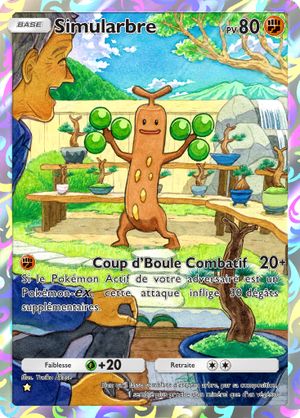 BASE Simularbre PV 80
Coup d'Boule Combatif 20+
Si le Pokémon Actif de votre adversaire est un
Pokémon-ex, cette attaque inflige 30 dégâts
supplémentaires.
Faiblesse +20 Retraite
Illus.